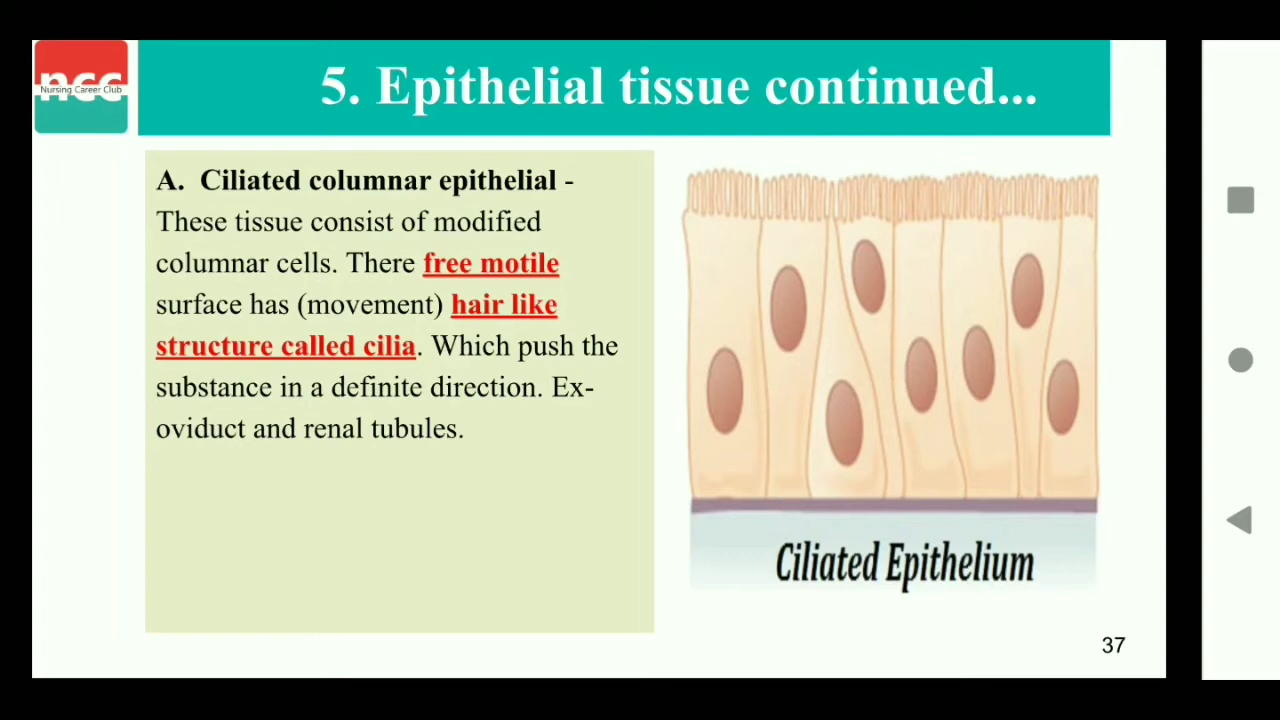 ncc
Nursing Career Club
5. Epithelial tissue continued...
A. Ciliated columnar epithelial -
These tissue consist of modified
columnar cells. There free motile
surface has (movement) hair like
structure called cilia. Which push the
substance in a definite direction. Ex-
oviduct and renal tubules.
Ciliated Epithelium
37